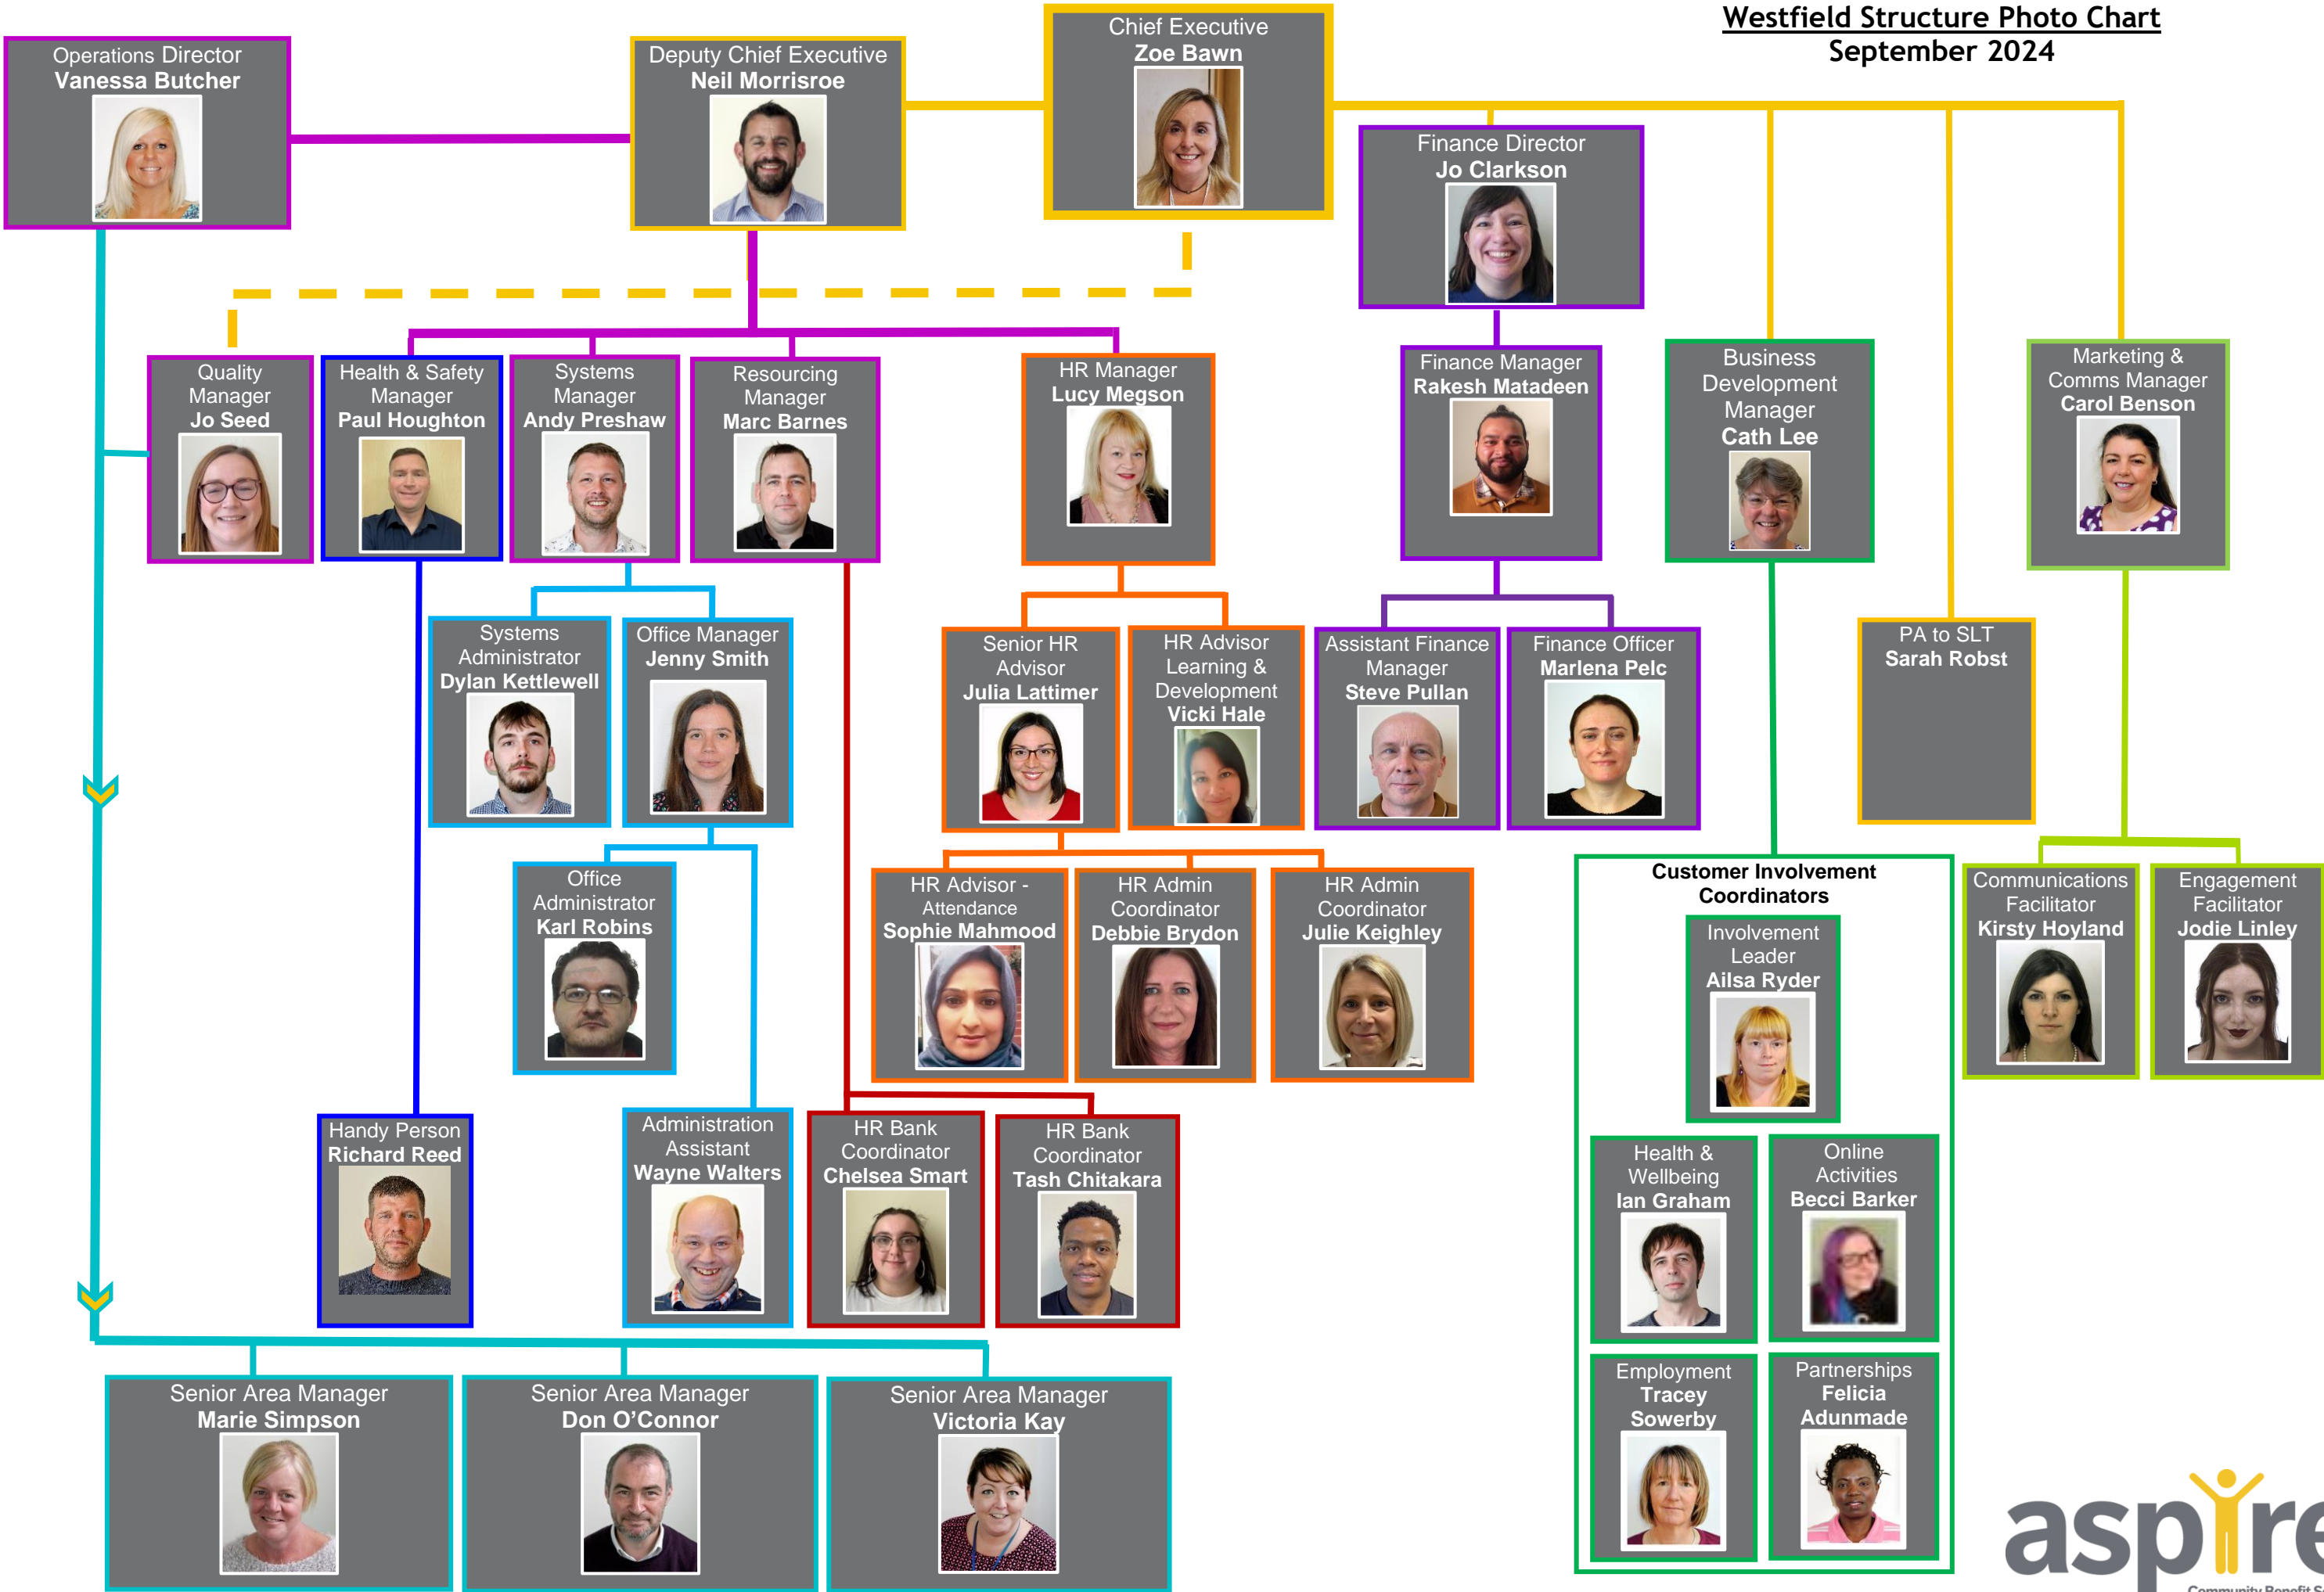 Westfield Structure Photo Chart
September 2024
Operations Director
Vanessa Butcher
Deputy Chief Executive
Neil Morrisroe
Chief Executive
Zoe Bawn
Finance Director
Jo Clarkson
Quality
Manager
Jo Seed
Health & Safety
Manager
Paul Houghton
Systems
Manager
Andy Preshaw
Resourcing
Manager
Marc Barnes
HR Manager
Lucy Megson
Finance Manager
Rakesh Matadeen
Business
Development
Manager
Cath Lee
Marketing &
Comms Manager
Carol Benson
Systems
Administrator
Dylan Kettlewell
Office Manager
Jenny Smith
Senior HR
Advisor
Julia Lattimer
HR Advisor
Learning &
Development
Vicki Hale
Assistant Finance
Manager
Steve Pullan
Finance Officer
Marlena Pelc
PA to SLT
Sarah Robst
Office
Administrator
Karl Robins
HR Advisor -
Attendance
Sophie Mahmood
HR Admin
Coordinator
Debbie Brydon
HR Admin
Coordinator
Julie Keighley
Customer Involvement
Coordinators
Involvement
Leader
Ailsa Ryder
Communications
Facilitator
Kirsty Hoyland
Engagement
Facilitator
Jodie Linley
Handy Person
Richard Reed
Administration
Assistant
Wayne Walters
HR Bank
Coordinator
Chelsea Smart
HR Bank
Coordinator
Tash Chitakara
Health &
Wellbeing
Ian Graham
Online
Activities
Becci Barker
Employment
Tracey
Sowerby
Partnerships
Felicia
Adunmade
Senior Area Manager
Marie Simpson
Senior Area Manager
Don O'Connor
Senior Area Manager
Victoria Kay
aspire
Community Benefit